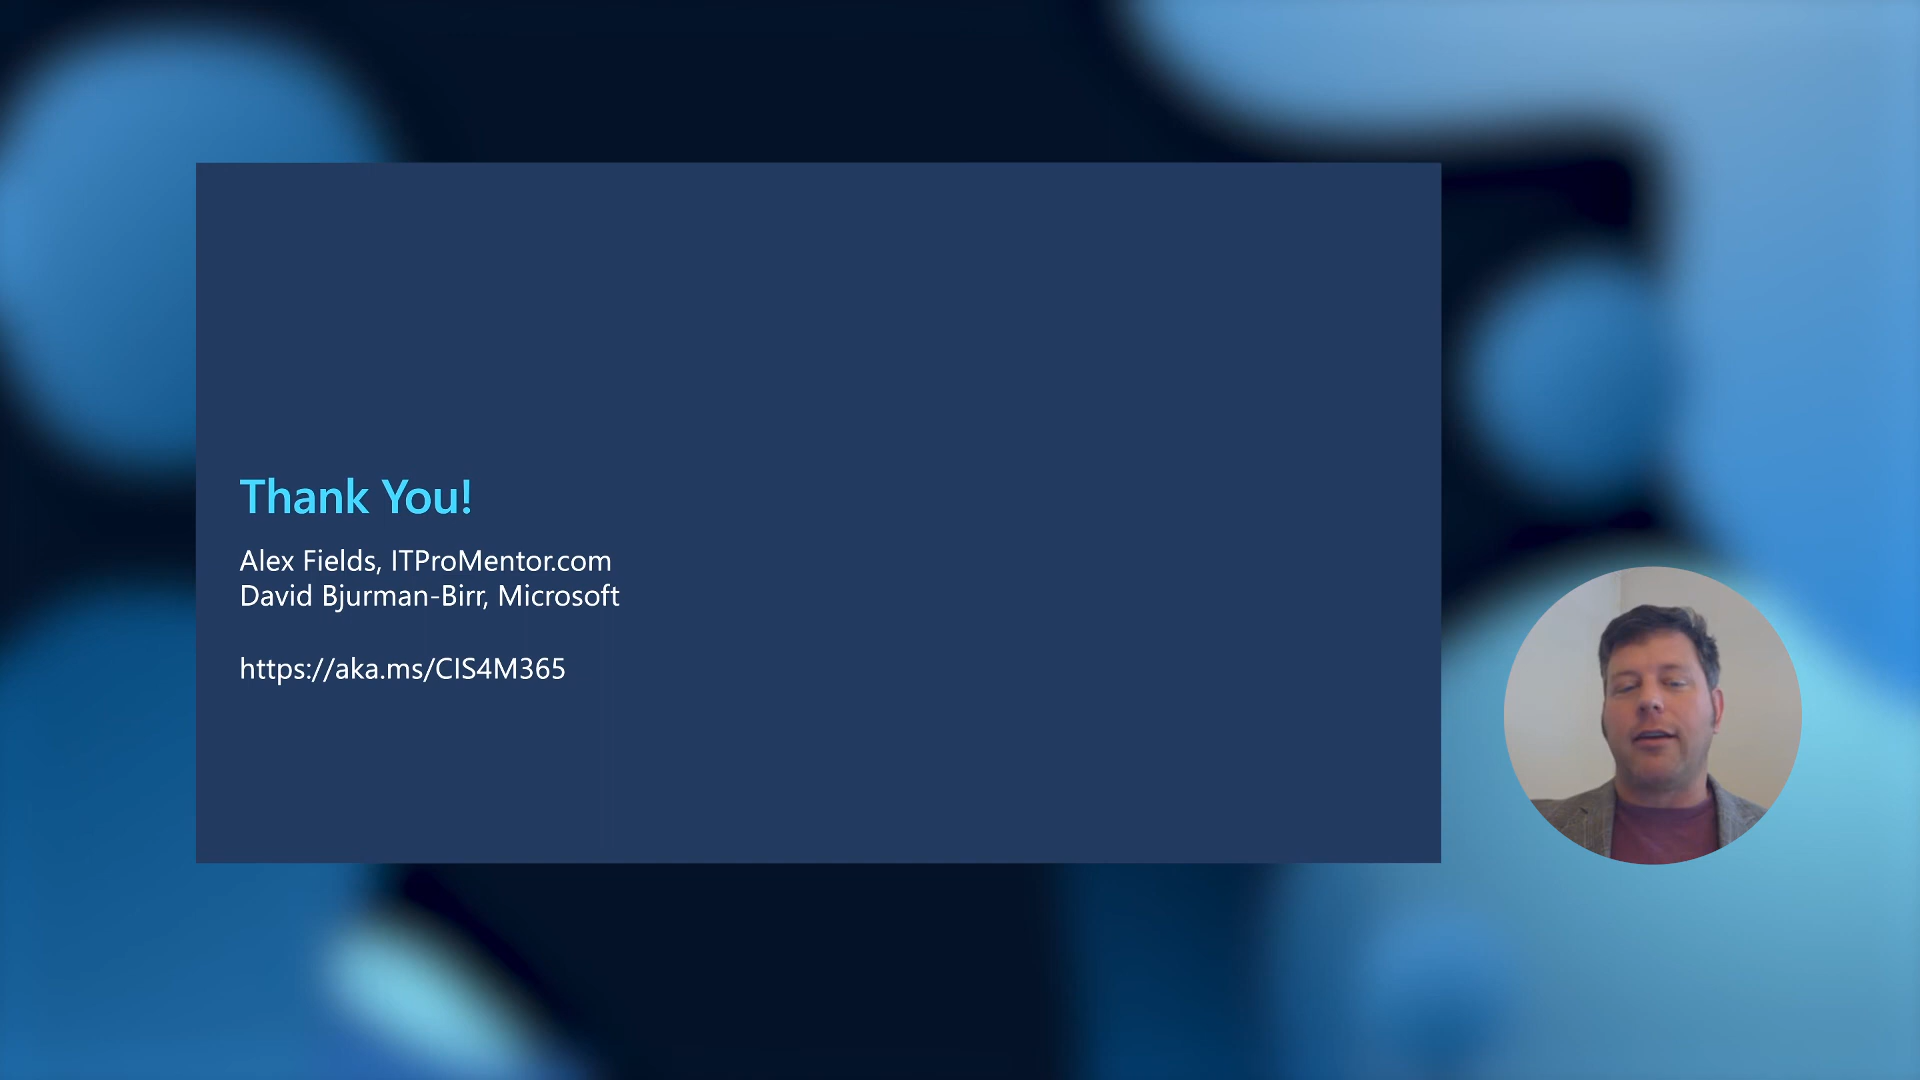 Thank You!
Alex Fields, ITProMentor.com
David Bjurman-Birr, Microsoft
https://aka.ms/CIS4M365